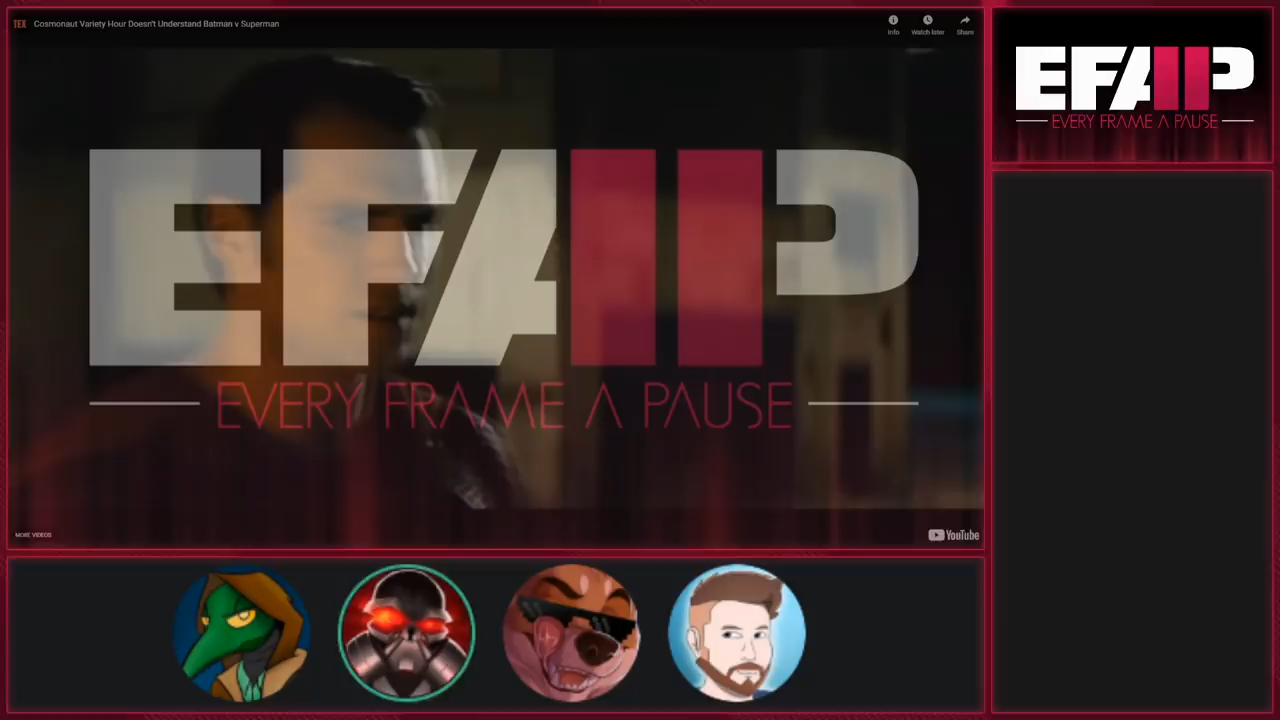 TEX Cosmonaut Variety Hour Doesn't Understand Batman v Superman
Info
Watch later
Share
EFAP
EVERY FRAME A PAUSE
EFAP
EVERY FRAME A PAUSE
MORE VIDEOS
YouTube